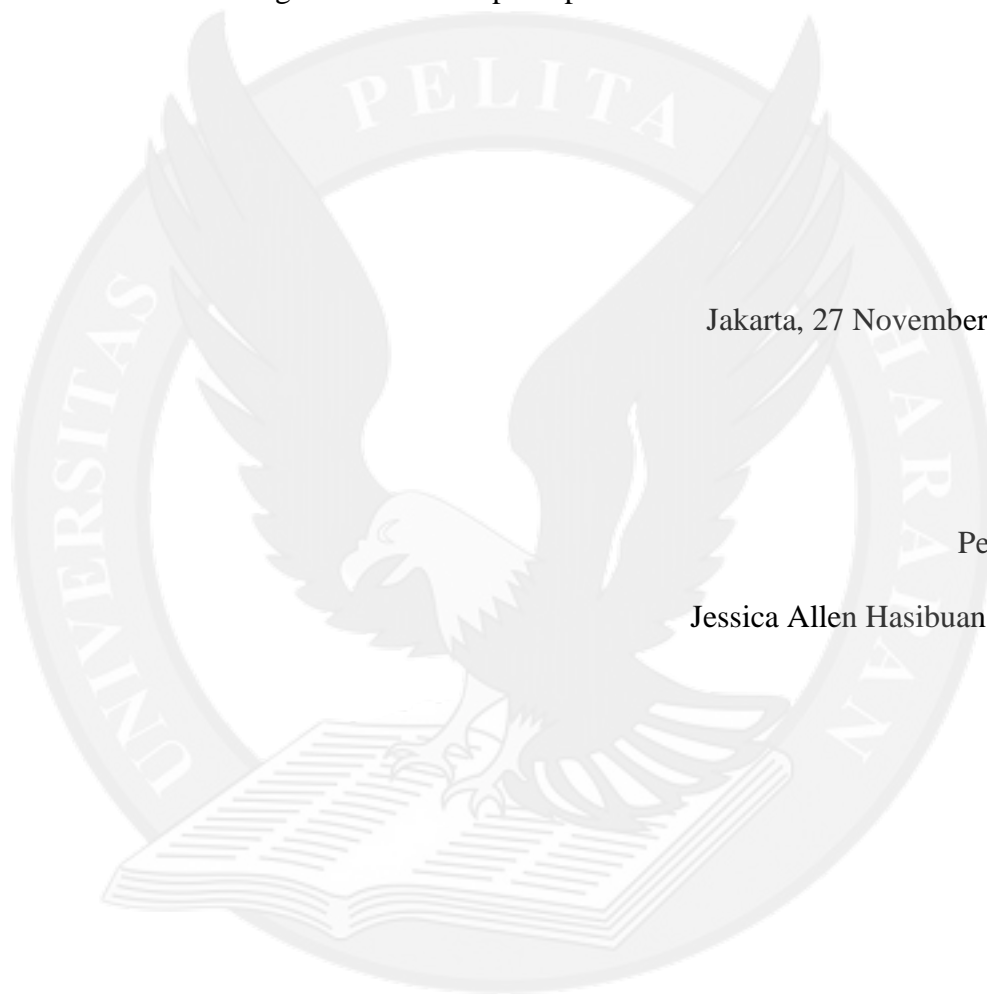 PELITA
UNIVERSITAS
HARAPAN
Jakarta, 27 November
Pe
Jessica Allen Hasibuan